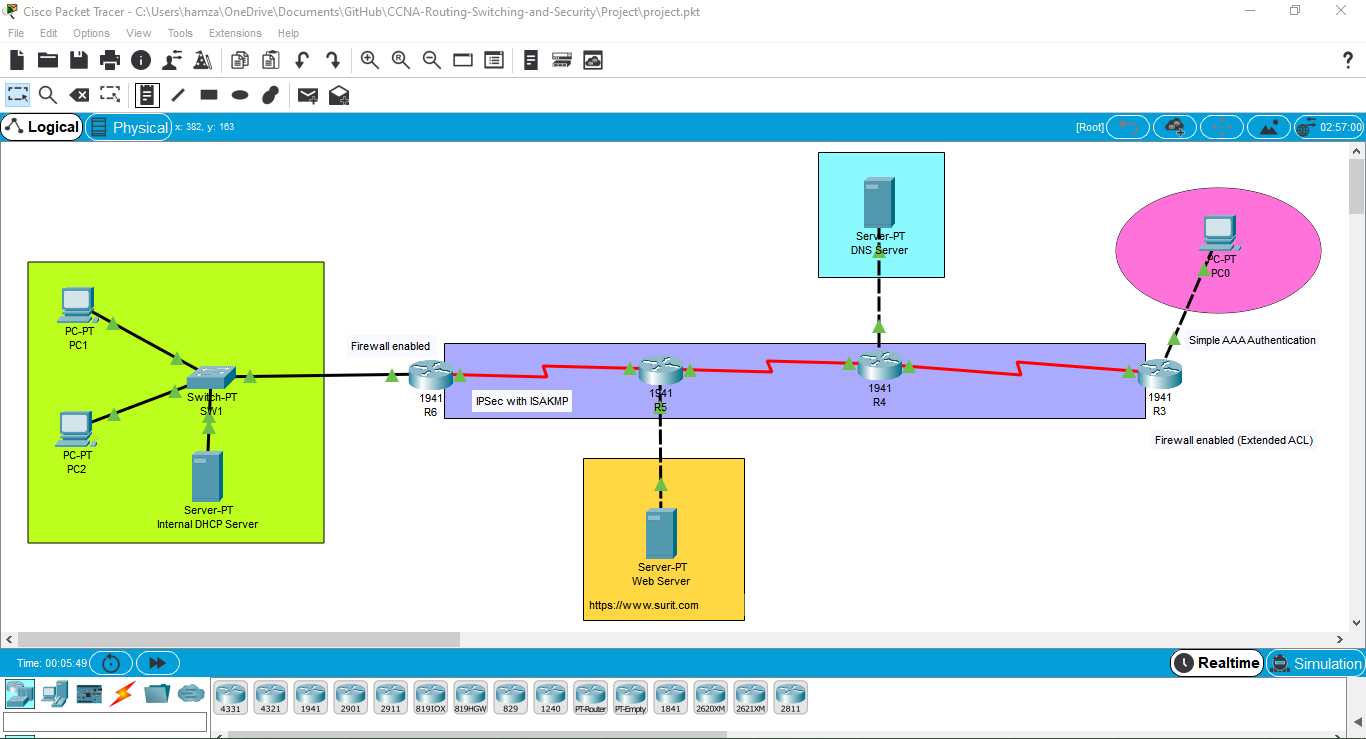 Cisco Packet Tracer - C:\Users\hamza\OneDrive\Documents\GitHub\CCNA-Routing-Switching-and-Security\Project\project.pkt
File Edit Options View Tools Extensions Help
?
Logical Physical x: 382, y: 163 [Root] 02:57:00
Server-PT
DNS Server
PC-PT
PC0
PC-PT
PC1
Firewall enabled
Simple AAA Authentication
Switch-PT
SW1
1941
R6
IPSec with ISAKMP
1941
R5
1941
R4
1941
R3
PC-PT
PC2
Firewall enabled (Extended ACL)
Server-PT
Internal DHCP Server
Server-PT
Web Server
https://www.surit.com
Time: 00:05:49 Realtime Simulation
4331 4321 1941 2901 2911 819IOX 819HGW 829 1240 PT-Router PT-Empty 1841 2620XM 2621XM 2811